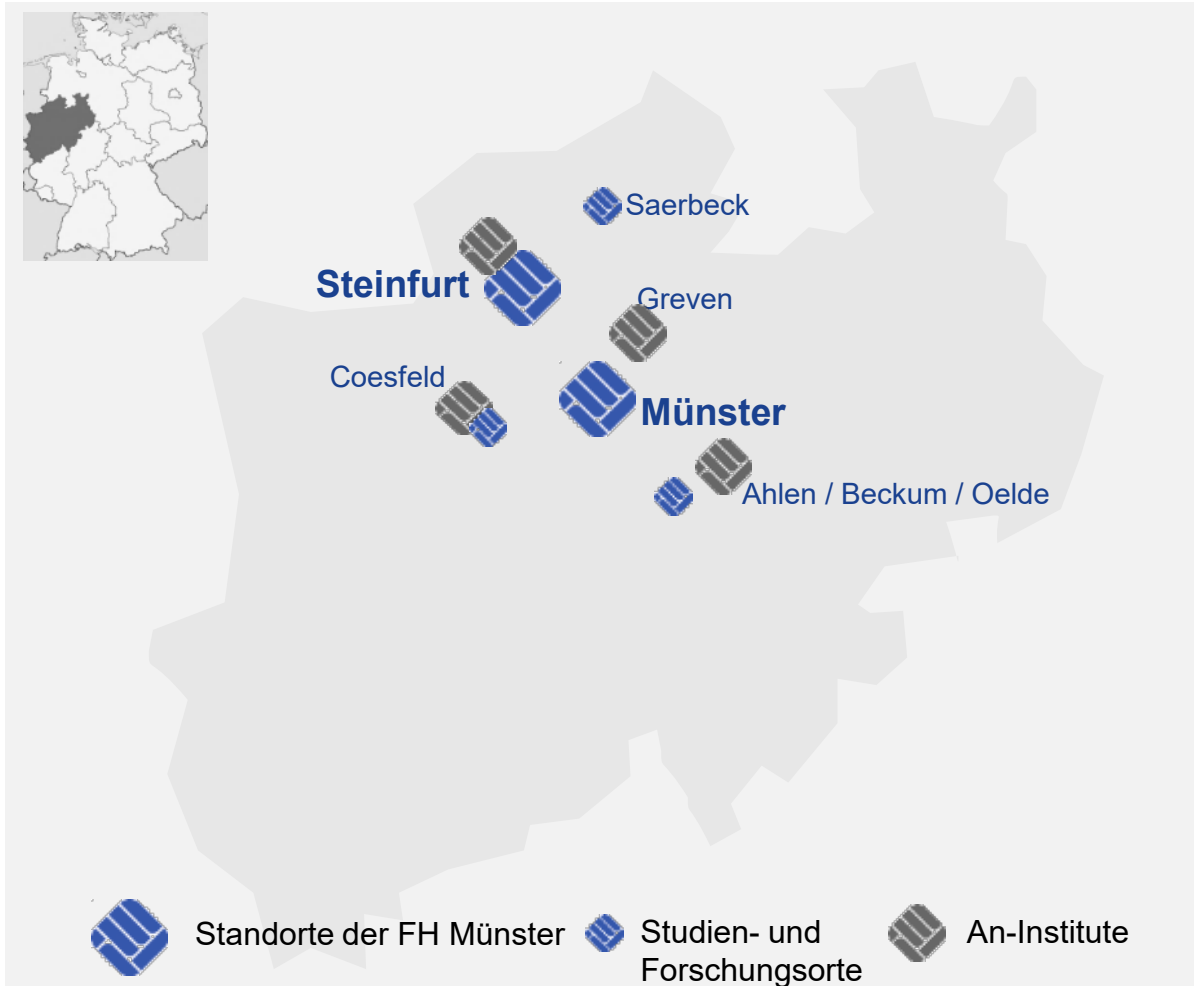 Saerbeck
Steinfurt
Greven
Coesfeld
Münster
Ahlen / Beckum / Oelde
Standorte der FH Münster
Studien- und
Forschungsorte
An-Institute